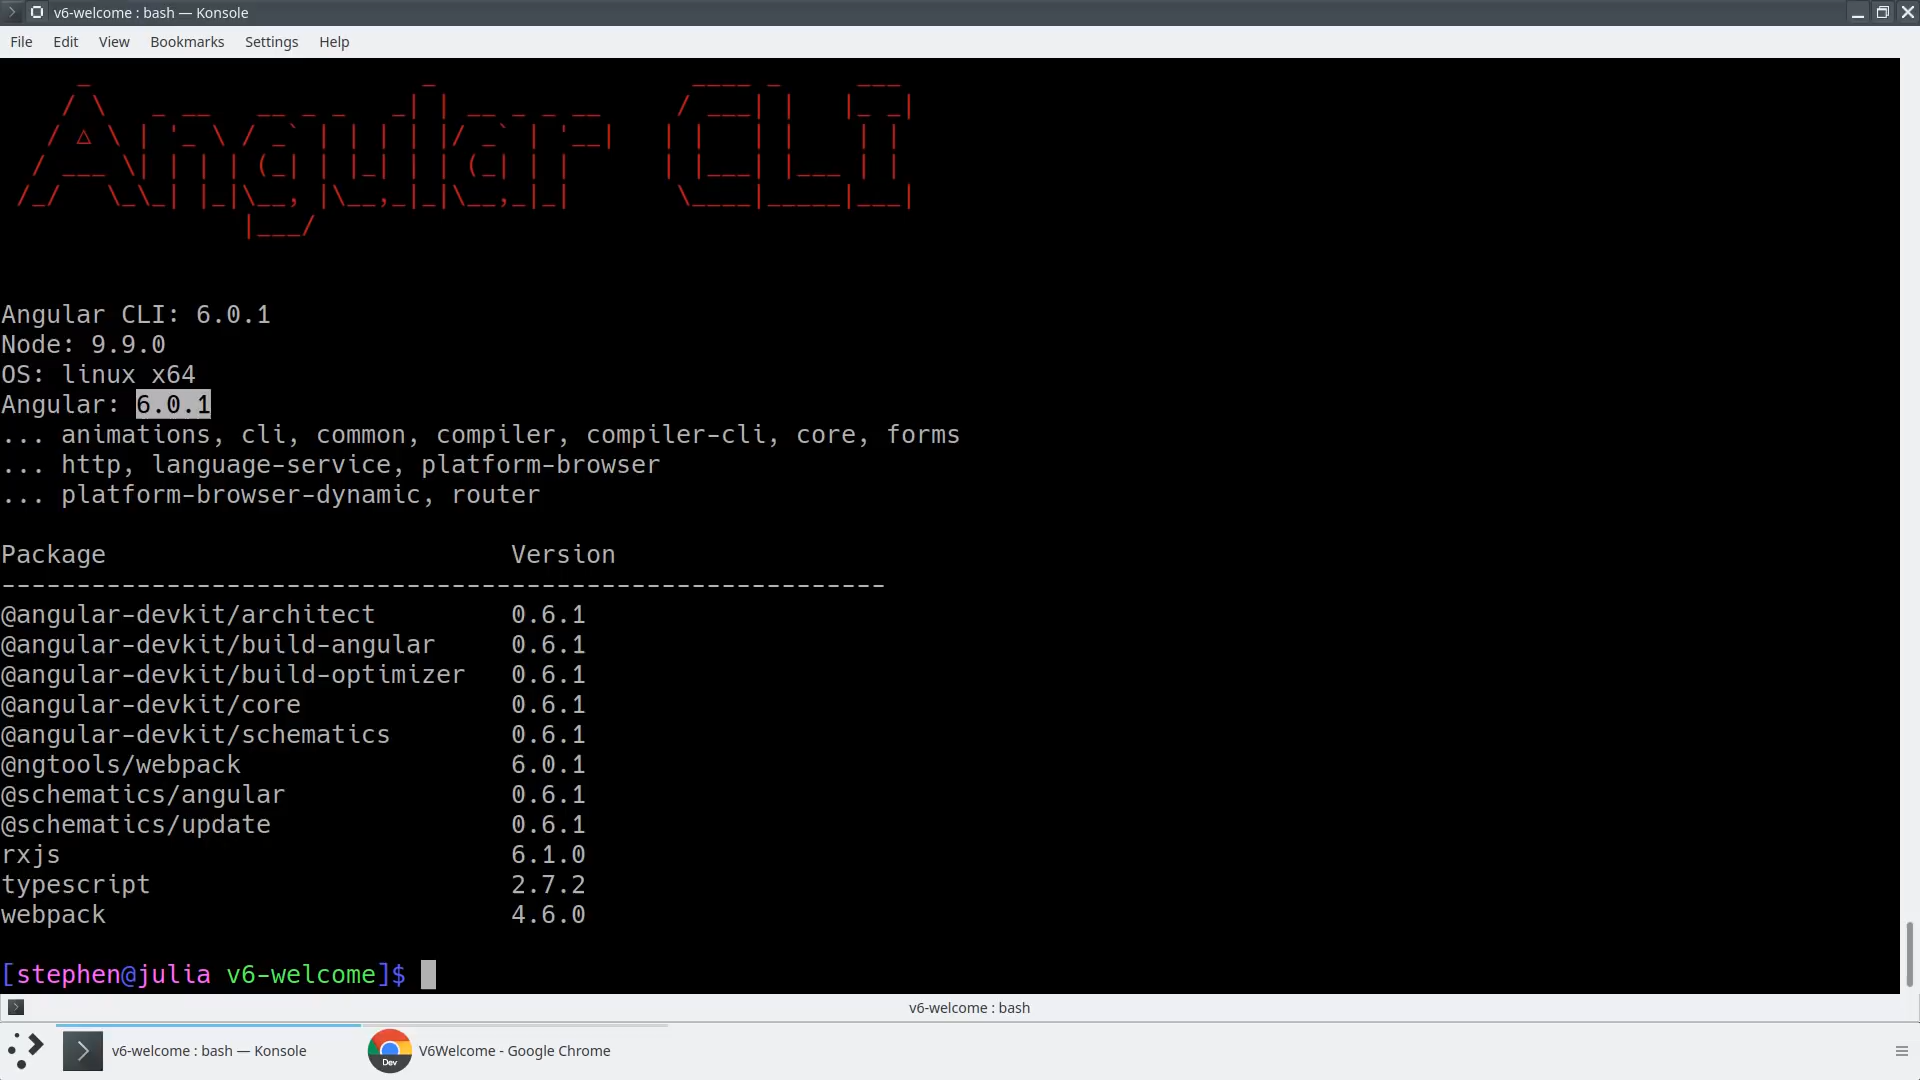 v6-welcome : bash — Konsole
File Edit View Bookmarks Settings Help
Angular CLI
Angular CLI: 6.0.1
Node: 9.9.0
OS: linux x64
Angular: 6.0.1
... animations, cli, common, compiler, compiler-cli, core, forms
... http, language-service, platform-browser
... platform-browser-dynamic, router
Package Version
-----------------------------------------------------------
@angular-devkit/architect 0.6.1
@angular-devkit/build-angular 0.6.1
@angular-devkit/build-optimizer 0.6.1
@angular-devkit/core 0.6.1
@angular-devkit/schematics 0.6.1
@ngtools/webpack 6.0.1
@schematics/angular 0.6.1
@schematics/update 0.6.1
rxjs 6.1.0
typescript 2.7.2
webpack 4.6.0
[stephen@julia v6-welcome]$
v6-welcome : bash
v6-welcome : bash — Konsole
Dev
V6Welcome - Google Chrome